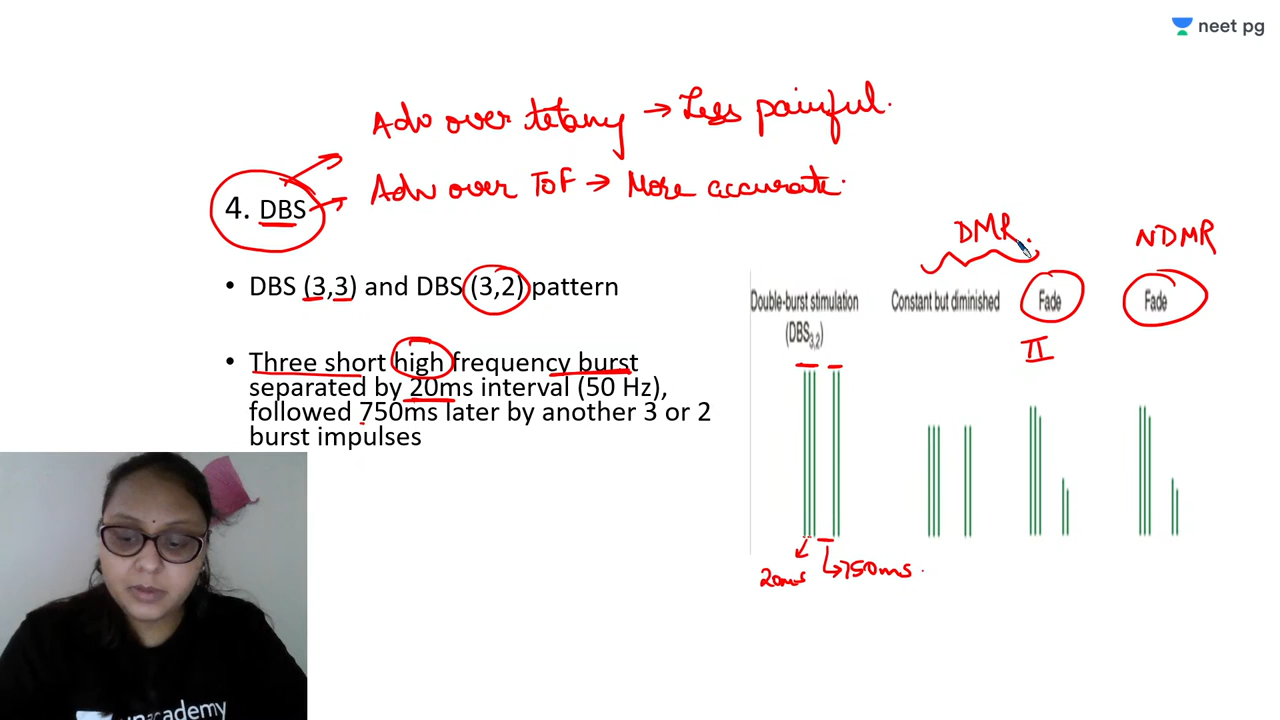 neet pg
Adv over tetany → Less painful.
Adv over TOF → More accurate.
4. DBS
DMR.
NDMR
• DBS (3,3) and DBS (3,2) pattern
Double-burst stimulation
(DBS3,2)
Constant but diminished
Fade
Fade
II
• Three short high frequency burst
separated by 20ms interval (50 Hz),
followed 750ms later by another 3 or 2
burst impulses
20ms
750ms
unacademy